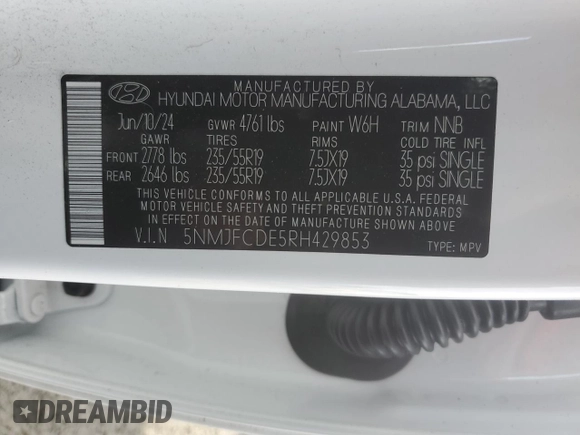 MANUFACTURED BY
HYUNDAI MOTOR MANUFACTURING ALABAMA, LLC
Jun/10/24 GVWR 4761 lbs PAINT W6H TRIM NNB
GAWR TIRES RIMS COLD TIRE INFL
FRONT 2778 lbs 235/55R19 7.5JX19 35 psi SINGLE
REAR 2646 lbs 235/55R19 7.5JX19 35 psi SINGLE
THIS VEHICLE CONFORMS TO ALL APPLICABLE U.S.A. FEDERAL
MOTOR VEHICLE SAFETY AND THEFT PREVENTION STANDARDS
IN EFFECT ON THE DATE OF MANUFACTURE SHOWN ABOVE.
V.I.N 5NMJFCDE5RH429853 TYPE: MPV
DREAMBID